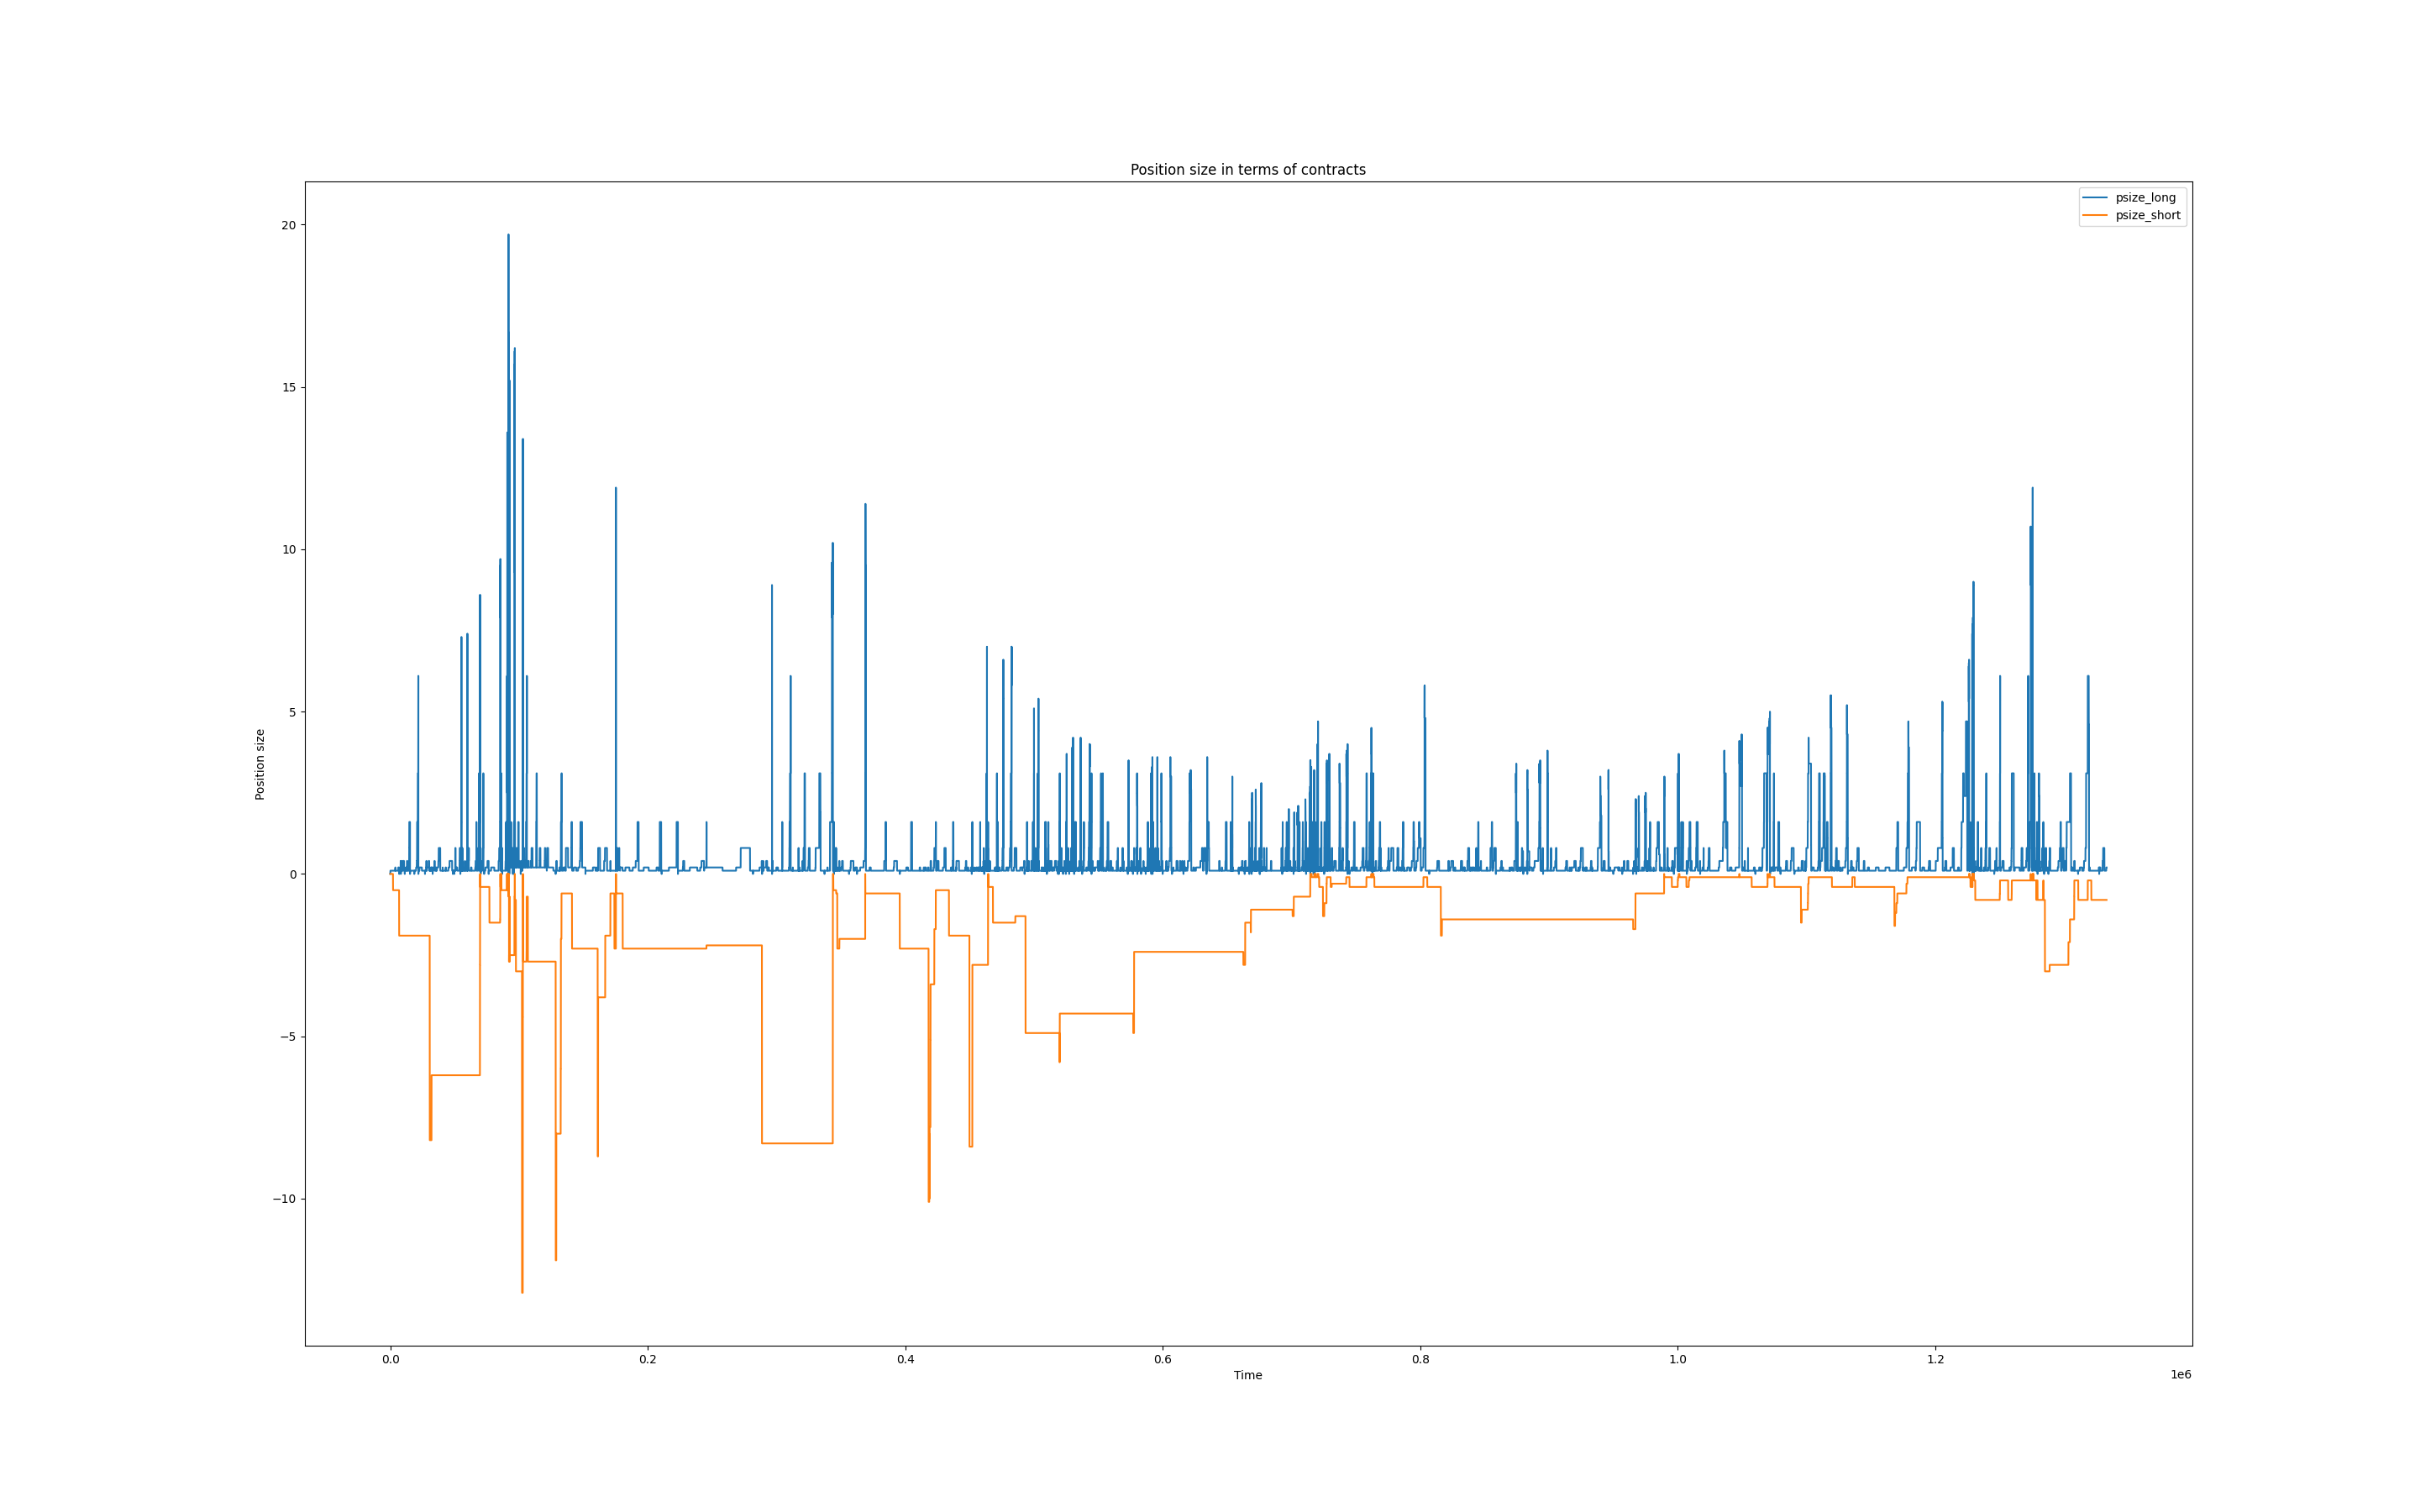 Position size in terms of contracts
psize_long
psize_short
20
15
10
5
0
−5
−10
Position size
0.0 0.2 0.4 0.6 0.8 1.0 1.2
Time
1e6